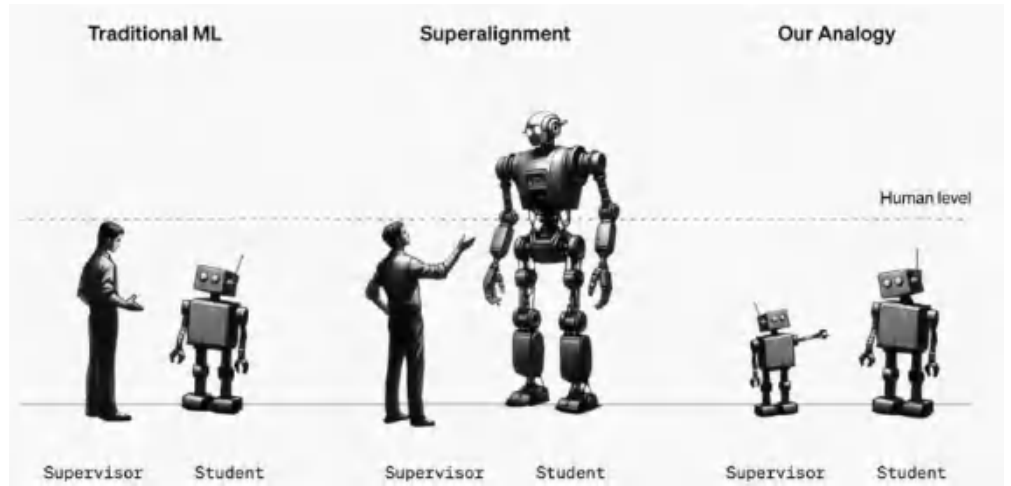 Traditional ML
Superalignment
Our Analogy
Human level
Supervisor
Student
Supervisor
Student
Supervisor
Student